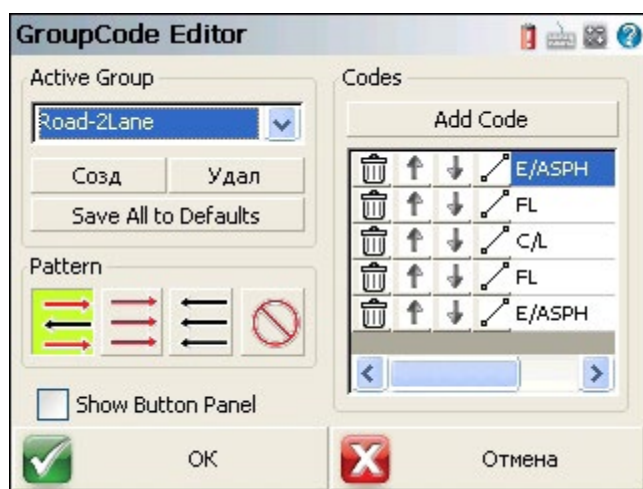 GroupCode Editor
Active Group
Road-2Lane
Созд
Удал
Save All to Defaults
Pattern
Show Button Panel
Codes
Add Code
E/ASPH
FL
C/L
FL
E/ASPH
OK
Отмена